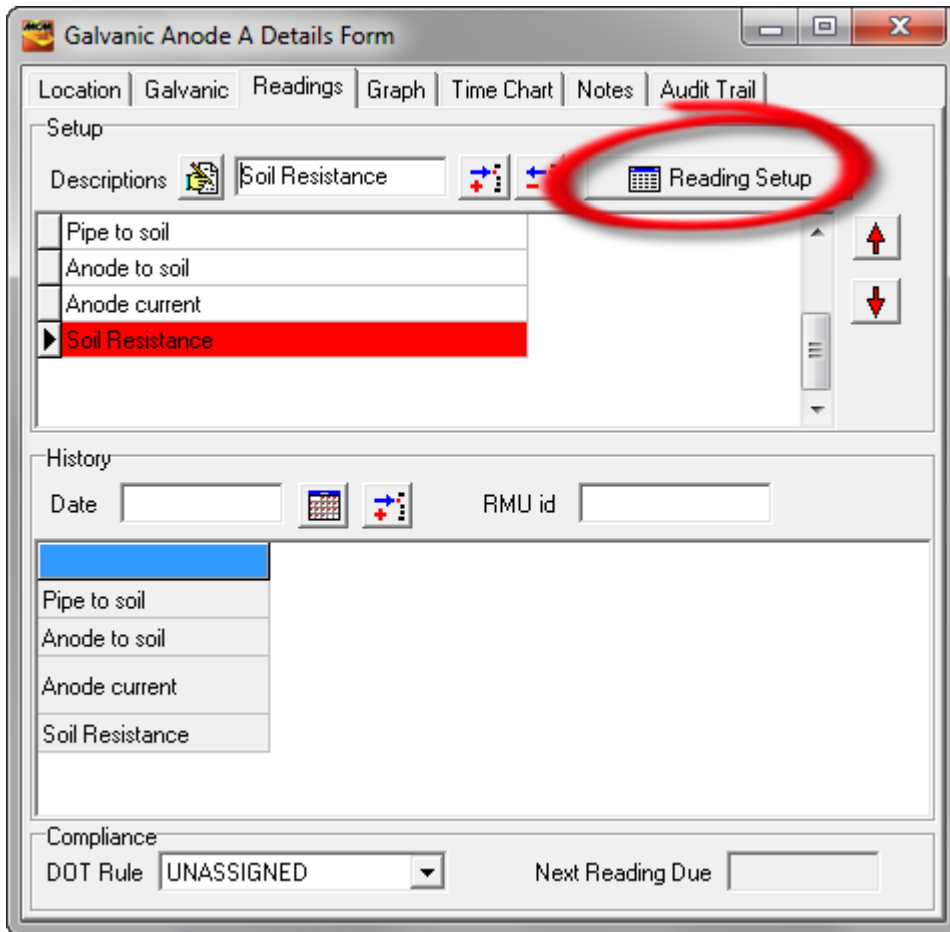 MCM Galvanic Anode A Details Form
Location Galvanic Readings Graph Time Chart Notes Audit Trail
Setup
Descriptions Soil Resistance Reading Setup
Pipe to soil
Anode to soil
Anode current
Soil Resistance
History
Date RMU id
Pipe to soil
Anode to soil
Anode current
Soil Resistance
Compliance
DOT Rule UNASSIGNED Next Reading Due